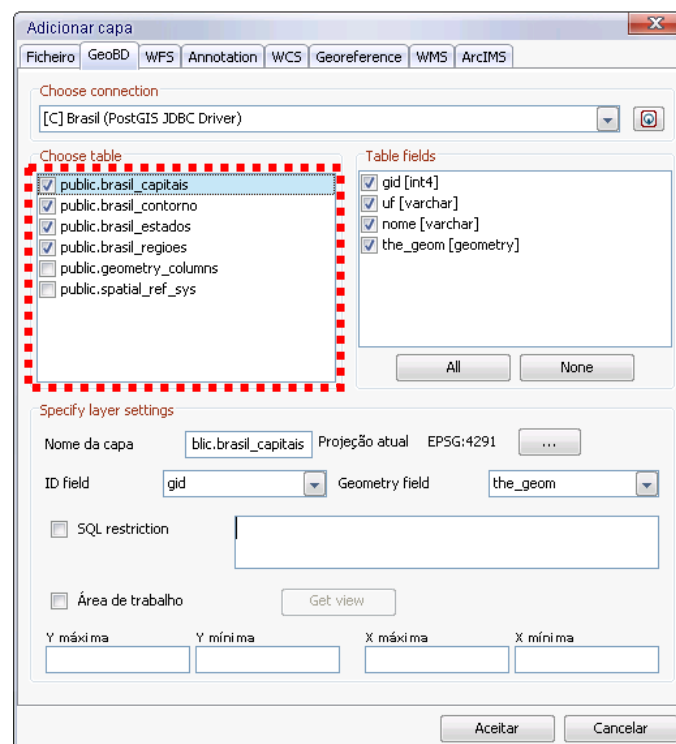 Adicionar capa
Ficheiro GeoBD WFS Annotation WCS Georeference WMS ArcIMS
Choose connection
[C] Brasil (PostGIS JDBC Driver)
Choose table
public.brasil_capitais
public.brasil_contorno
public.brasil_estados
public.brasil_regioes
public.geometry_columns
public.spatial_ref_sys
Table fields
gid [int4]
uf [varchar]
nome [varchar]
the_geom [geometry]
All None
Specify layer settings
Nome da capa blic.brasil_capitais Projeção atual EPSG:4291 ...
ID field gid Geometry field the_geom
SQL restriction
Área de trabalho Get view
Y máxima Y mínima X máxima X mínima
Aceitar Cancelar